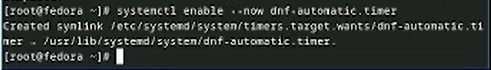 [root@fedora ~]# systemctl enable --now dnf-automatic.timer
Created symlink /etc/systemd/system/timers.target.wants/dnf-automatic.ti
mer → /usr/lib/systemd/system/dnf-automatic.timer.
[root@fedora ~]#